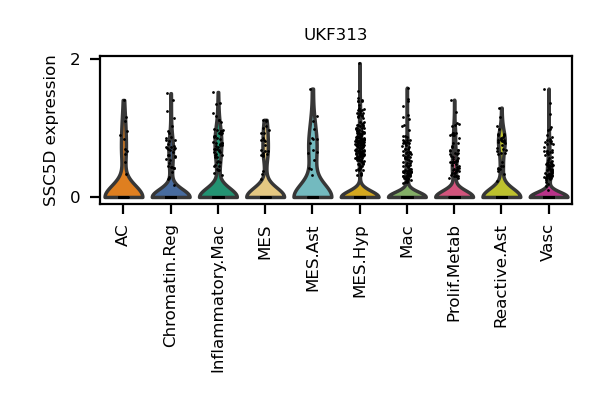 UKF313
SSC5D expression
2
0
AC
Chromatin.Reg
Inflammatory.Mac
MES
MES.Ast
MES.Hyp
Mac
Prolif.Metab
Reactive.Ast
Vasc